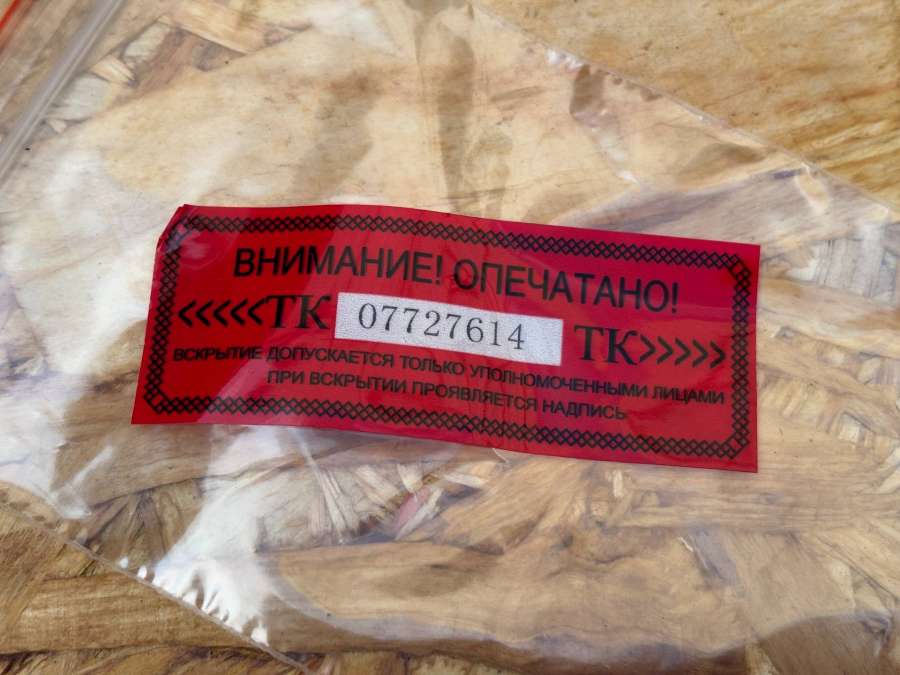 ВНИМАНИЕ! ОПЕЧАТАНО!
<<<<<ТК 07727614 ТК>>>>>
ВСКРЫТИЕ ДОПУСКАЕТСЯ ТОЛЬКО УПОЛНОМОЧЕННЫМИ ЛИЦАМИ
ПРИ ВСКРЫТИИ ПРОЯВЛЯЕТСЯ НАДПИСЬ